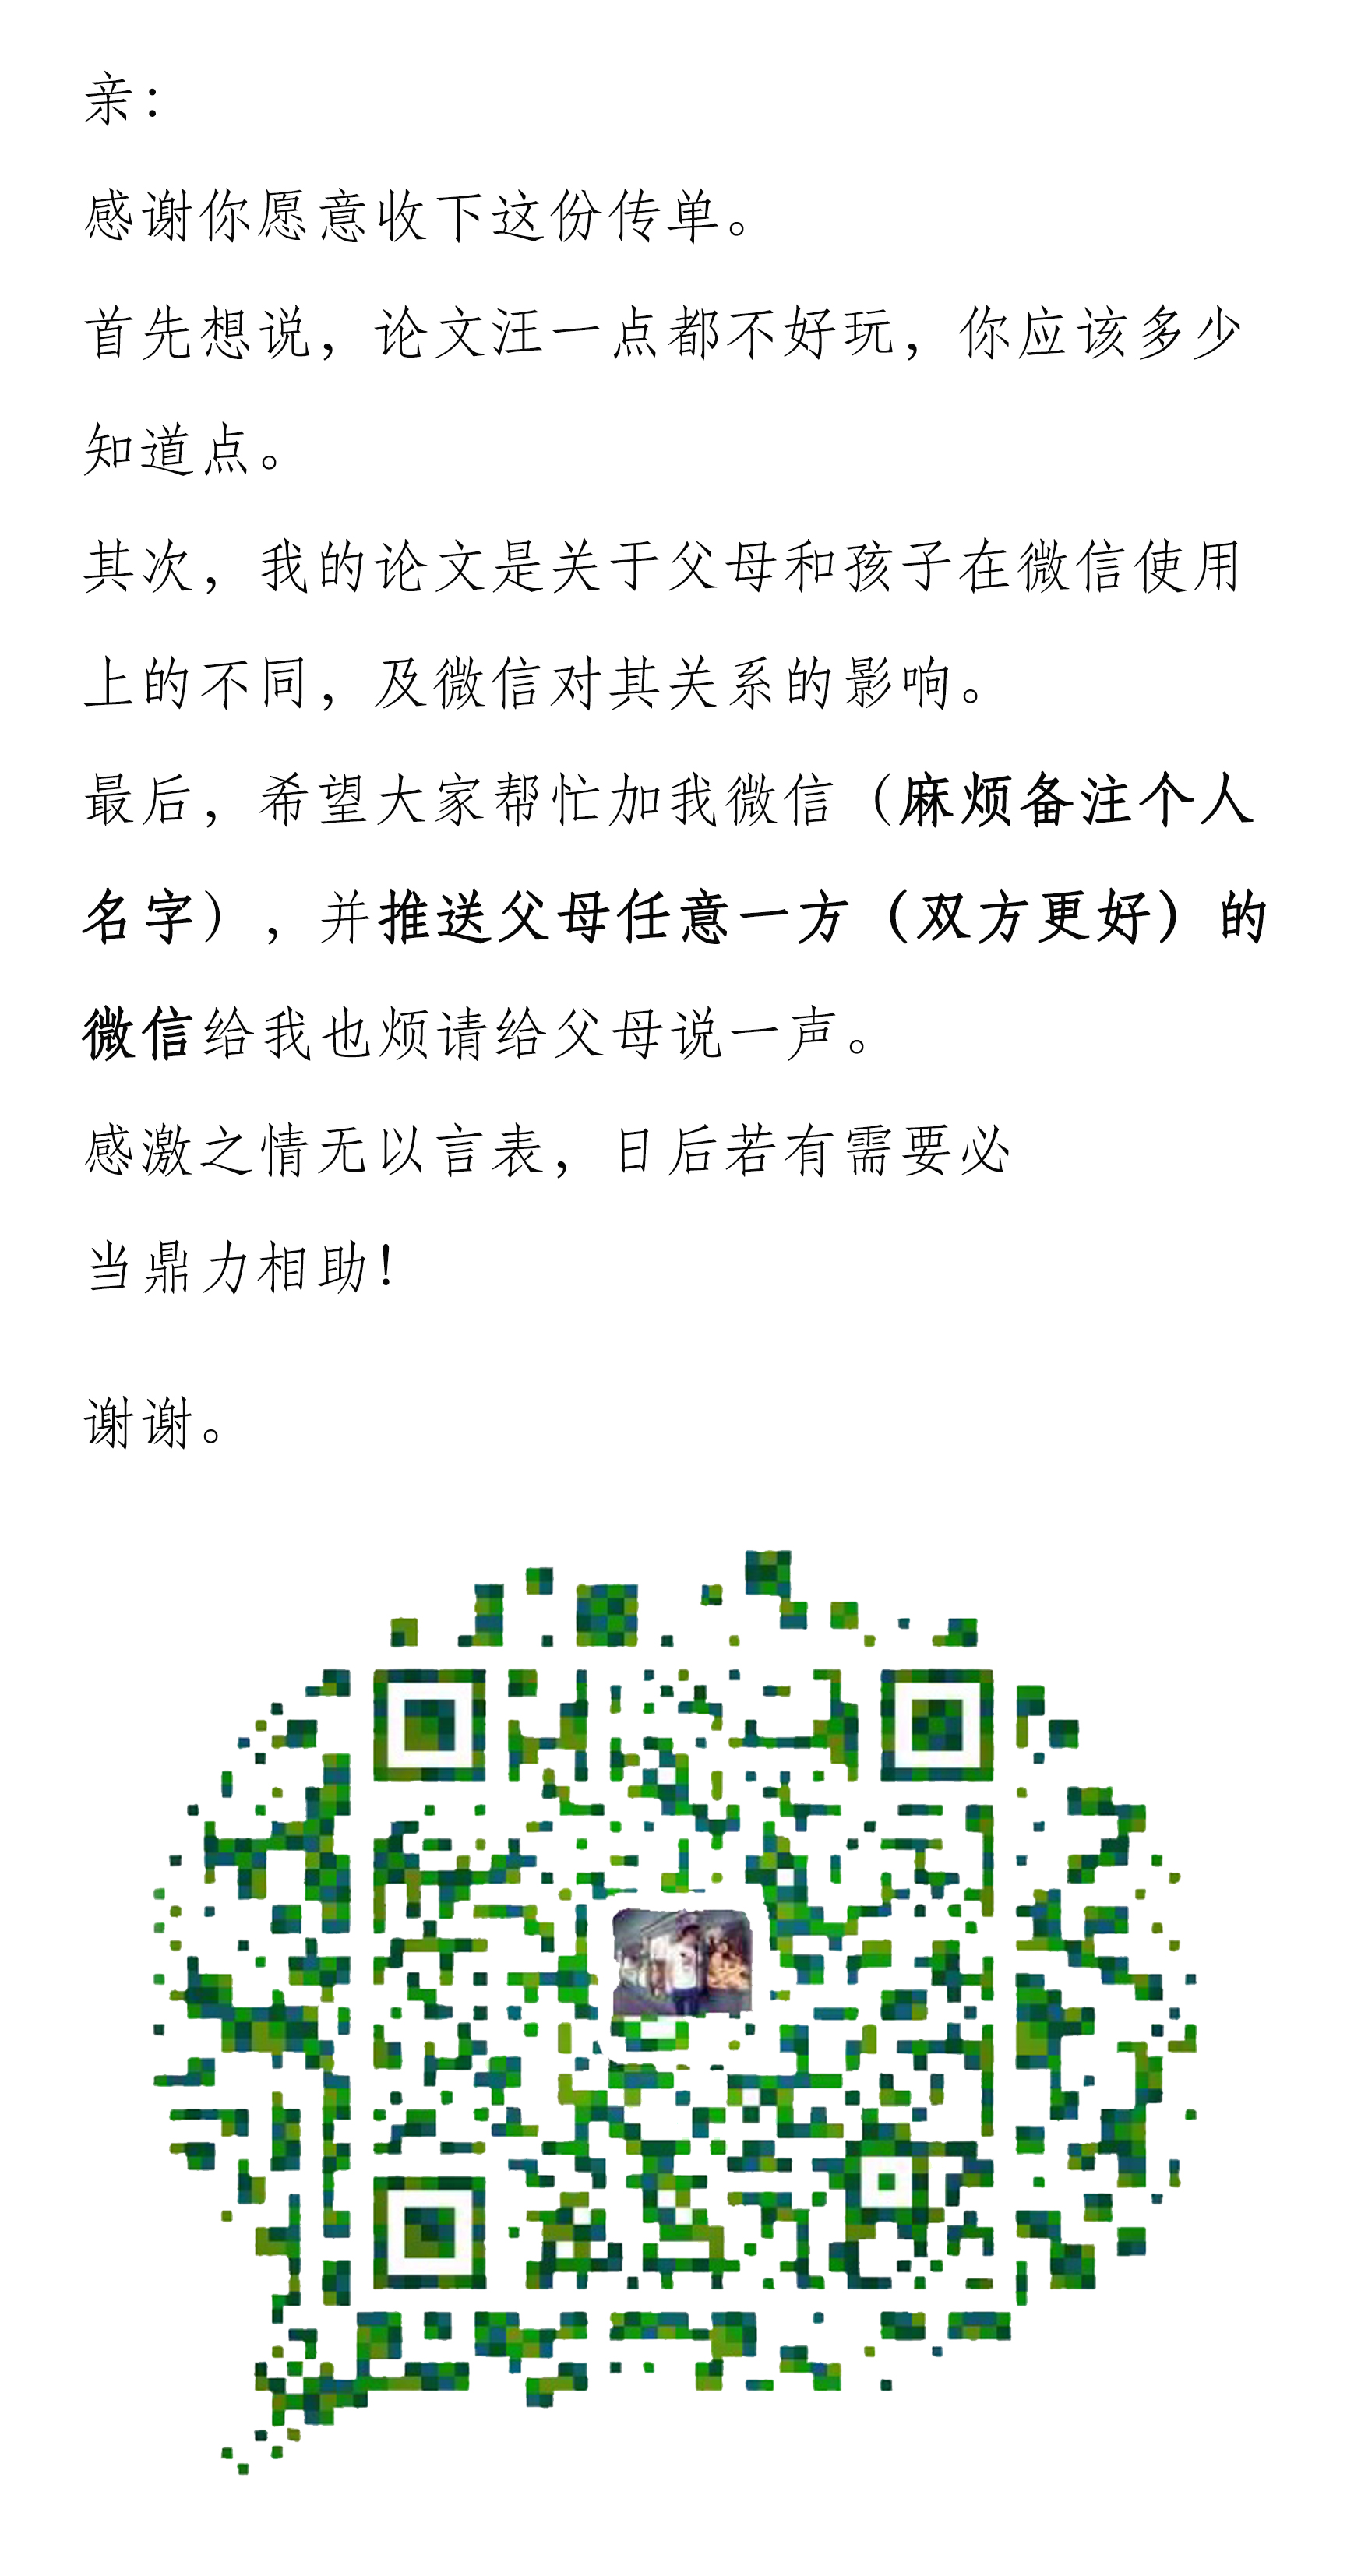 亲：
感谢你愿意收下这份传单。
首先想说，论文汪一点都不好玩，你应该多少
知道点。
其次，我的论文是关于父母和孩子在微信使用
上的不同，及微信对其关系的影响。
最后，希望大家帮忙加我微信（麻烦备注个人
名字），并推送父母任意一方（双方更好）的
微信给我也烦请给父母说一声。
感激之情无以言表，日后若有需要必
当鼎力相助！
谢谢。